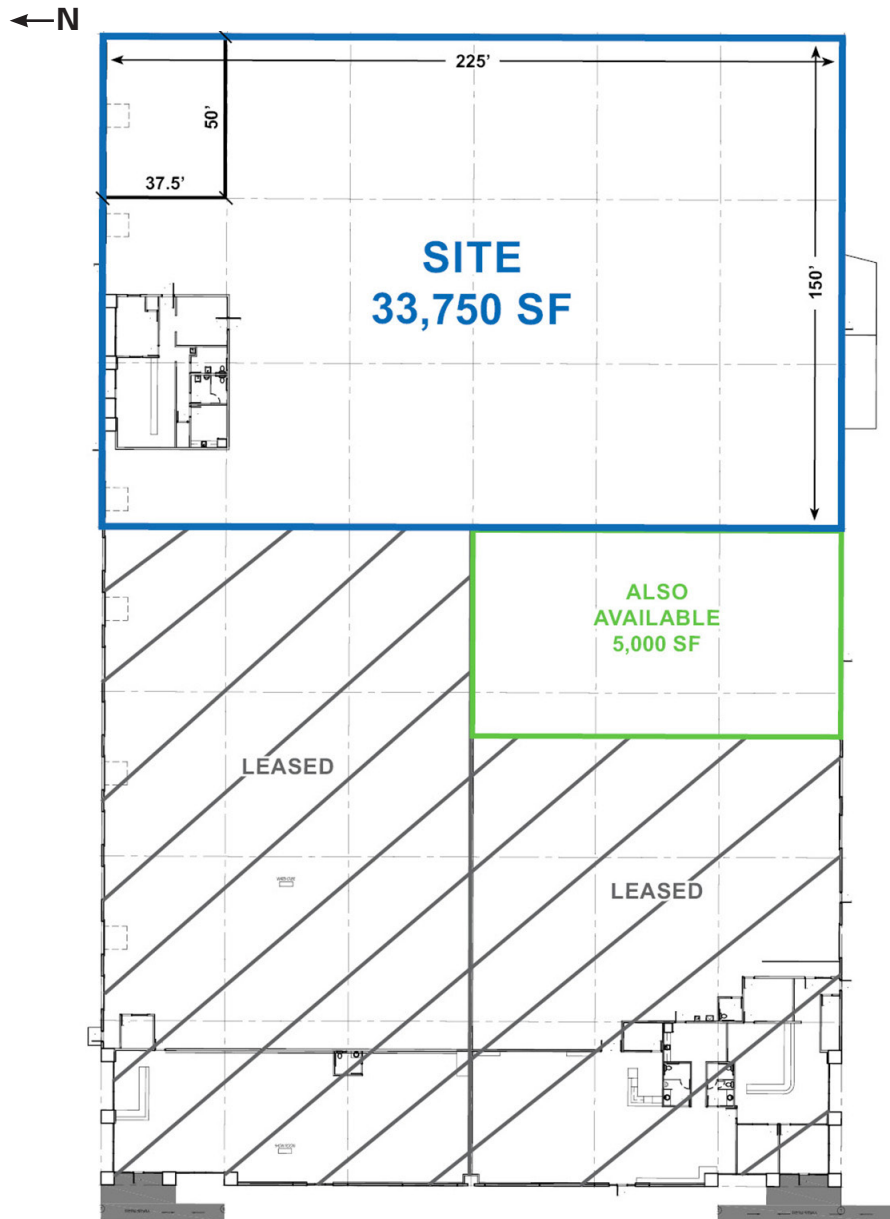 N
225'
50'
37.5'
SITE
33,750 SF
150'
ALSO
AVAILABLE
5,000 SF
LEASED
LEASED